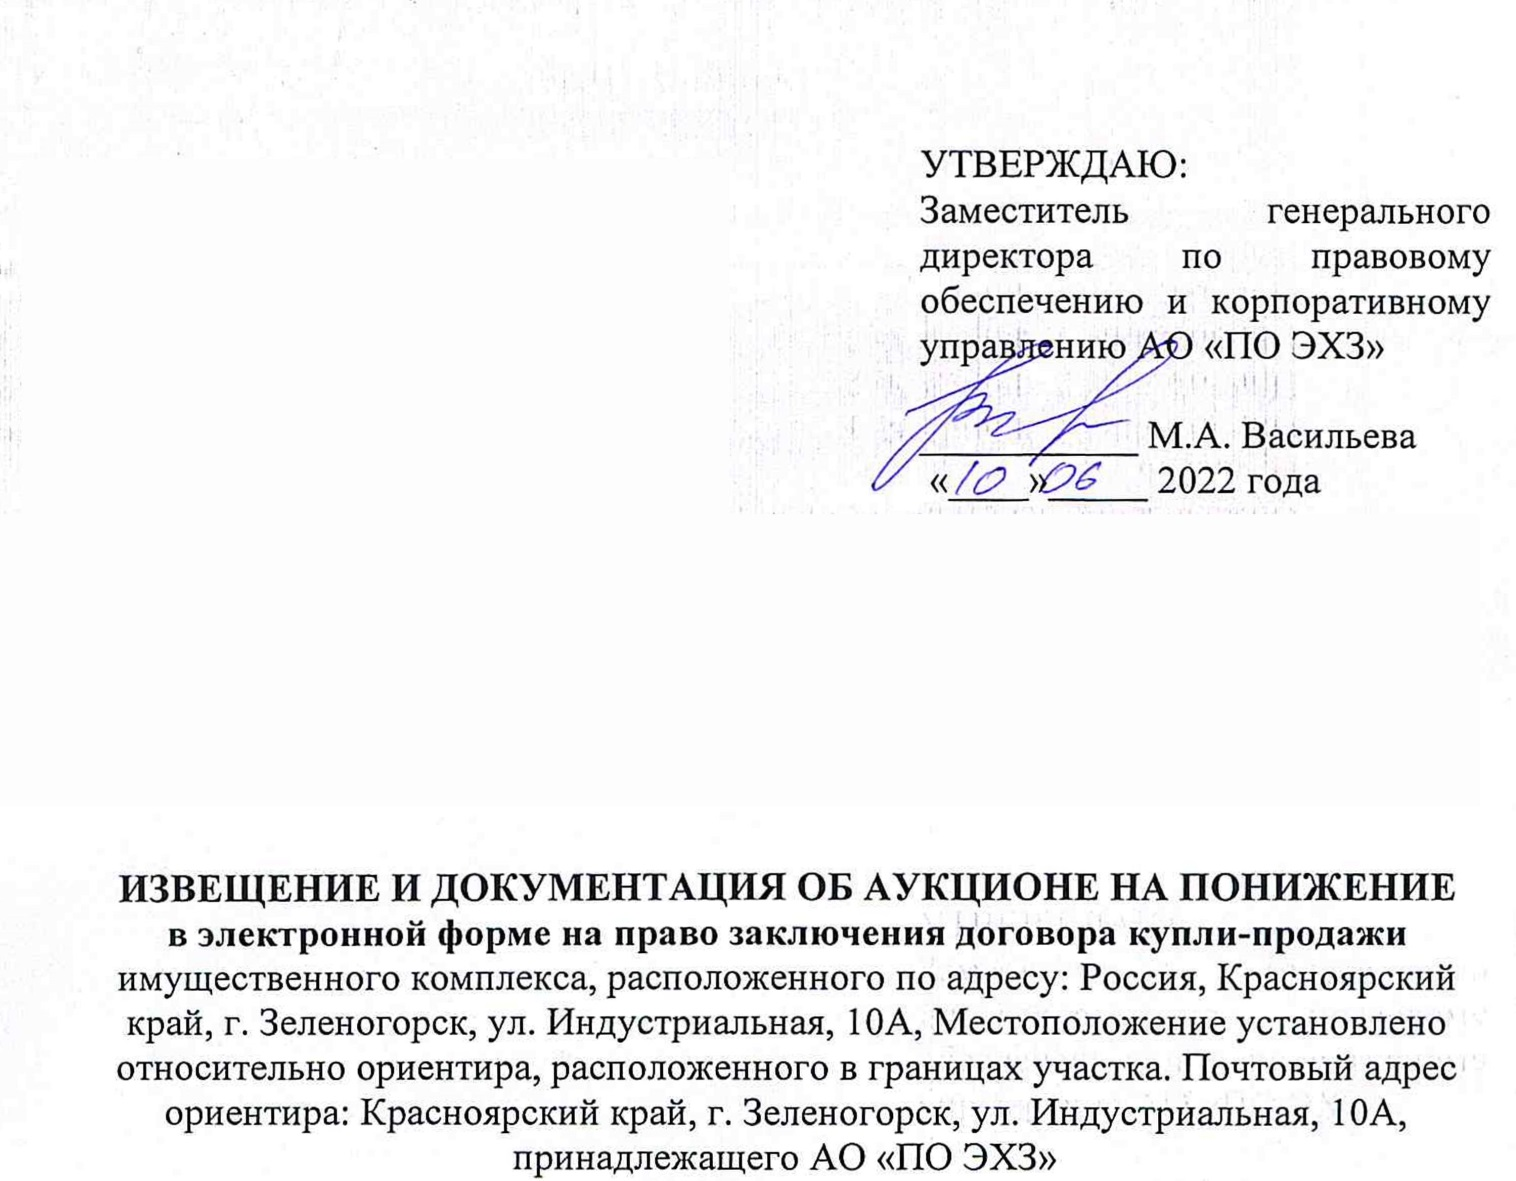 УТВЕРЖДАЮ:
Заместитель генерального
директора по правовому
обеспечению и корпоративному
управлению АО «ПО ЭХЗ»
____________ М.А. Васильева
«10» 06 2022 года
ИЗВЕЩЕНИЕ И ДОКУМЕНТАЦИЯ ОБ АУКЦИОНЕ НА ПОНИЖЕНИЕ
в электронной форме на право заключения договора купли-продажи
имущественного комплекса, расположенного по адресу: Россия, Красноярский
край, г. Зеленогорск, ул. Индустриальная, 10А, Местоположение установлено
относительно ориентира, расположенного в границах участка. Почтовый адрес
ориентира: Красноярский край, г. Зеленогорск, ул. Индустриальная, 10А,
принадлежащего АО «ПО ЭХЗ»